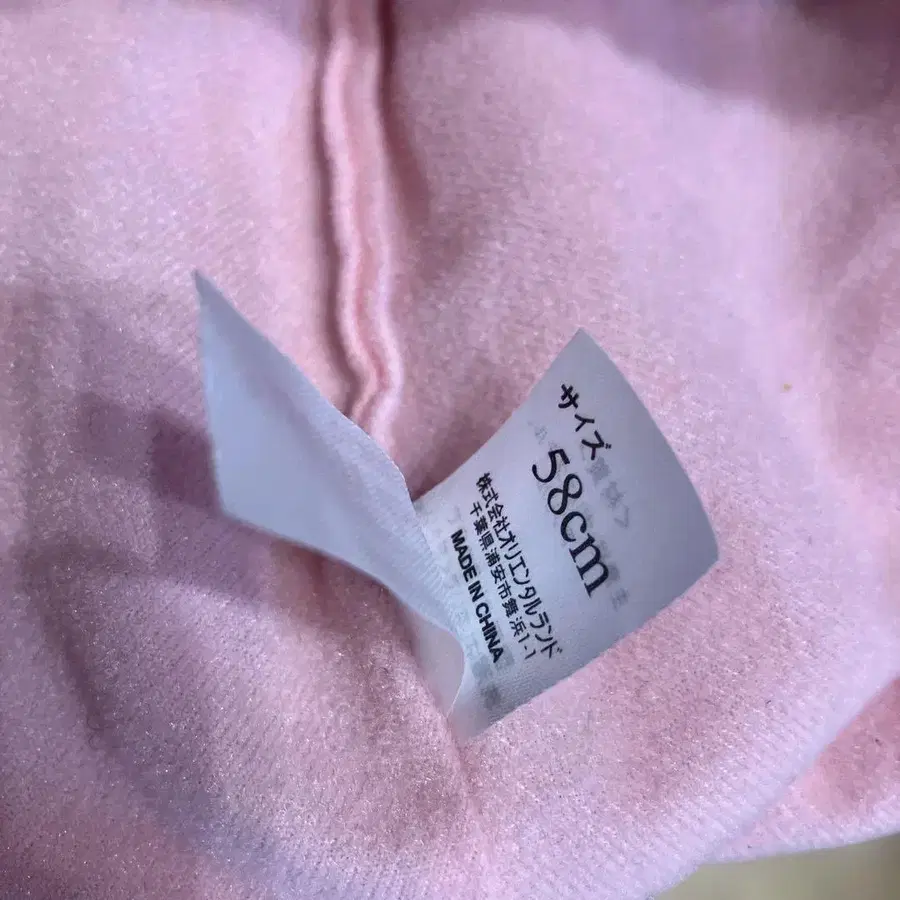 サイズ
58cm
株式会社オリエンタルランド
千葉県浦安市舞浜1-1
MADE IN CHINA